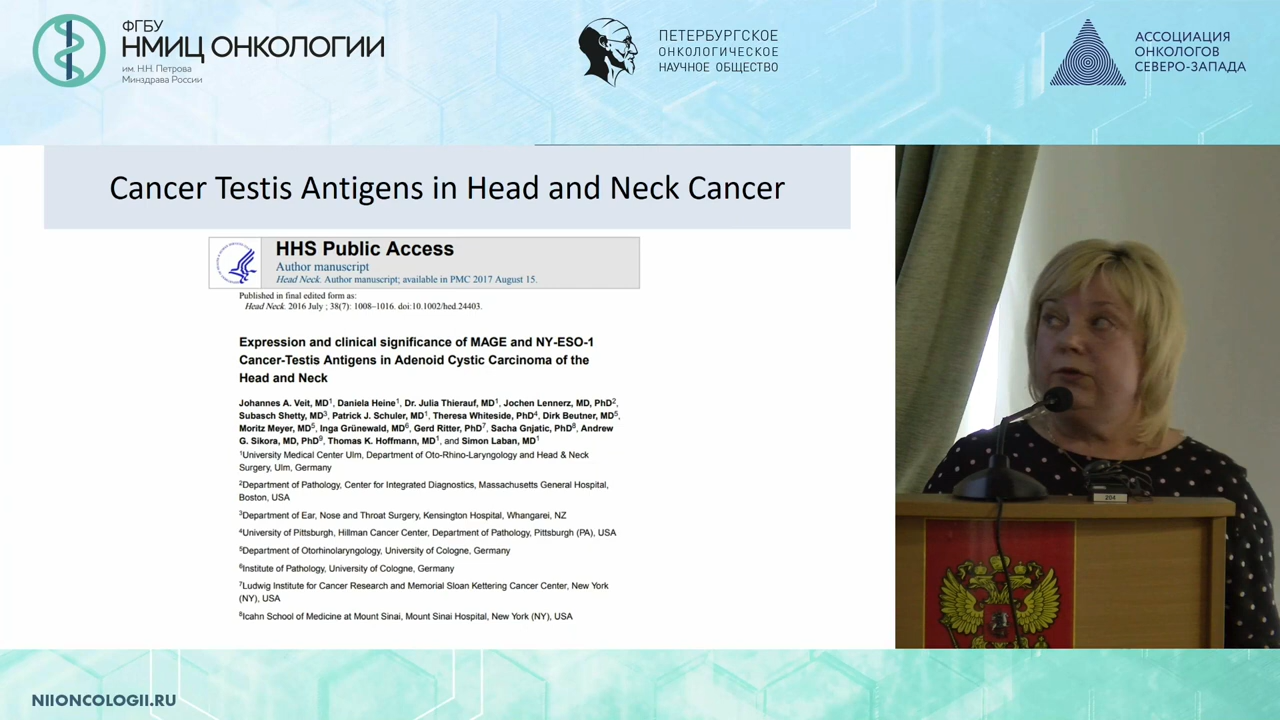 ФГБУ
НМИЦ ОНКОЛОГИИ
им. Н.Н. Петрова
Минздрава России
ПЕТЕРБУРГСКОЕ
ОНКОЛОГИЧЕСКОЕ
НАУЧНОЕ ОБЩЕСТВО
АССОЦИАЦИЯ
ОНКОЛОГОВ
СЕВЕРО-ЗАПАДА
Cancer Testis Antigens in Head and Neck Cancer
HHS Public Access
Author manuscript
Head Neck. Author manuscript; available in PMC 2017 August 15.
Published in final edited form as:
Head Neck. 2016 July ; 38(7): 1008–1016. doi:10.1002/hed.24403.
Expression and clinical significance of MAGE and NY-ESO-1
Cancer-Testis Antigens in Adenoid Cystic Carcinoma of the
Head and Neck
Johannes A. Veit, MD1, Daniela Heine1, Dr. Julia Thierauf, MD1, Jochen Lennerz, MD, PhD2,
Subasch Shetty, MD3, Patrick J. Schuler, MD1, Theresa Whiteside, PhD4, Dirk Beutner, MD5,
Moritz Meyer, MD5, Inga Grünewald, MD6, Gerd Ritter, PhD7, Sacha Gnjatic, PhD8, Andrew
G. Sikora, MD, PhD9, Thomas K. Hoffmann, MD1, and Simon Laban, MD1
1University Medical Center Ulm, Department of Oto-Rhino-Laryngology and Head & Neck
Surgery, Ulm, Germany
2Department of Pathology, Center for Integrated Diagnostics, Massachusetts General Hospital,
Boston, USA
3Department of Ear, Nose and Throat Surgery, Kensington Hospital, Whangarei, NZ
4University of Pittsburgh, Hillman Cancer Center, Department of Pathology, Pittsburgh (PA), USA
5Department of Otorhinolaryngology, University of Cologne, Germany
6Institute of Pathology, University of Cologne, Germany
7Ludwig Institute for Cancer Research and Memorial Sloan Kettering Cancer Center, New York
(NY), USA
8Icahn School of Medicine at Mount Sinai, Mount Sinai Hospital, New York (NY), USA
204
NIIONCOLOGII.RU